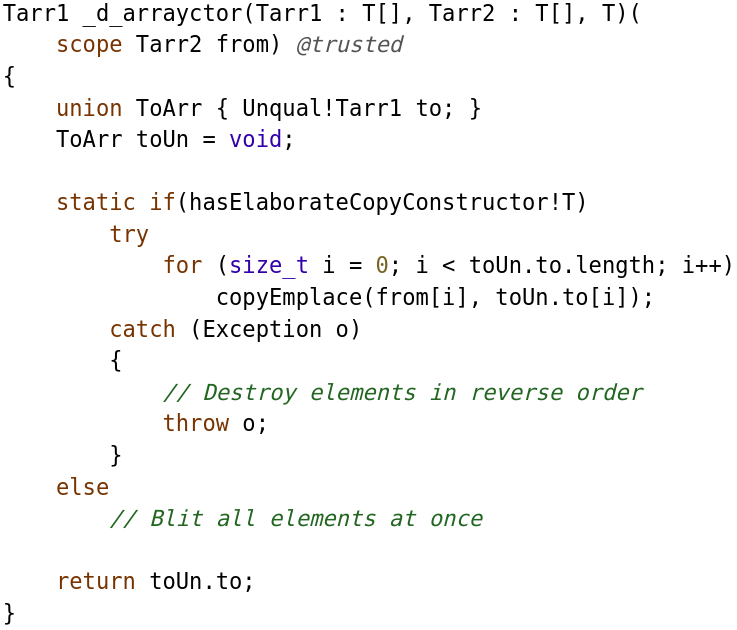 Tarr1 _d_arrayctor(Tarr1 : T[], Tarr2 : T[], T)(
    scope Tarr2 from) @trusted
{
    union ToArr { Unqual!Tarr1 to; }
    ToArr toUn = void;

    static if(hasElaborateCopyConstructor!T)
        try
            for (size_t i = 0; i < toUn.to.length; i++)
                copyEmplace(from[i], toUn.to[i]);
        catch (Exception o)
        {
            // Destroy elements in reverse order
            throw o;
        }
    else
        // Blit all elements at once

    return toUn.to;
}